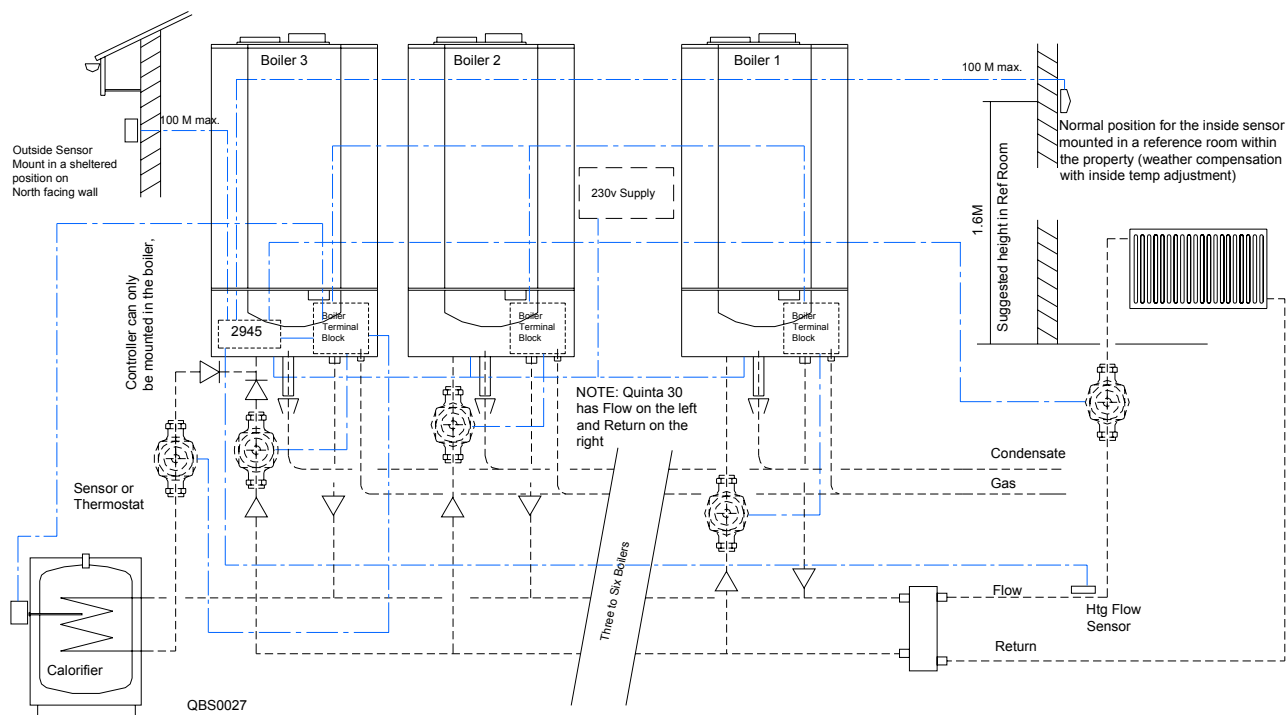 Boiler 3
Boiler 2
Boiler 1
100 M max.
100 M max.
Outside Sensor
Mount in a sheltered
position on
North facing wall
Normal position for the inside sensor
mounted in a reference room within
the property (weather compensation
with inside temp adjustment)
230v Supply
1.6M
Suggested height in Ref Room
Controller can only
be mounted in the boiler,
2945
Boiler
Terminal
Block
Boiler
Terminal
Block
Boiler
Terminal
Block
NOTE: Quinta 30
has Flow on the left
and Return on the
right
Condensate
Gas
Sensor or
Thermostat
Three to Six Boilers
Flow
Htg Flow
Sensor
Return
Calorifier
QBS0027